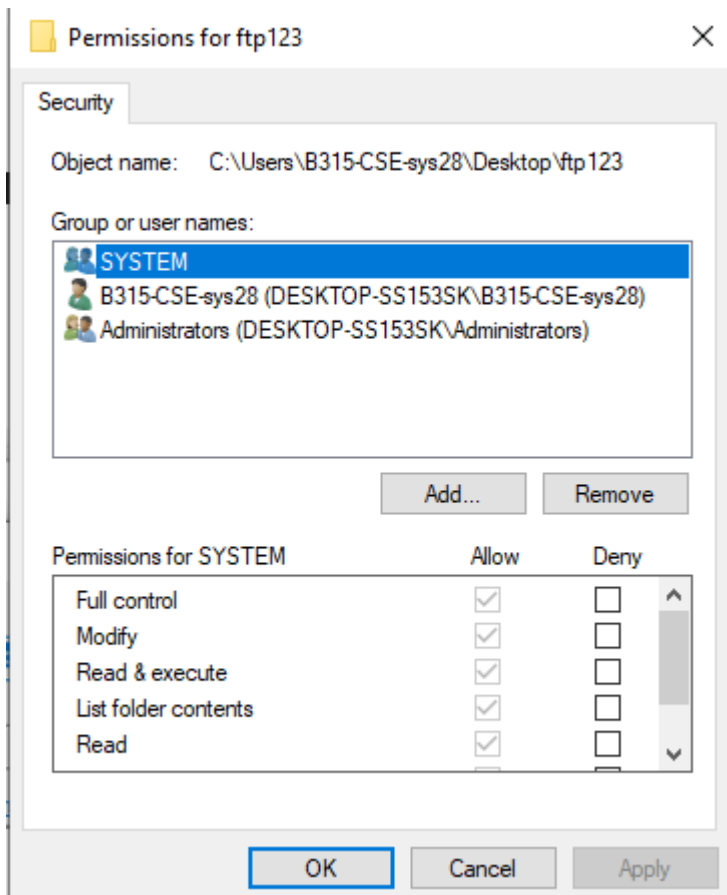 Permissions for ftp123
Security
Object name: C:\Users\B315-CSE-sys28\Desktop\ftp123
Group or user names:
SYSTEM
B315-CSE-sys28 (DESKTOP-SS153SK\B315-CSE-sys28)
Administrators (DESKTOP-SS153SK\Administrators)
Add... Remove
Permissions for SYSTEM Allow Deny
Full control
Modify
Read & execute
List folder contents
Read
OK Cancel Apply